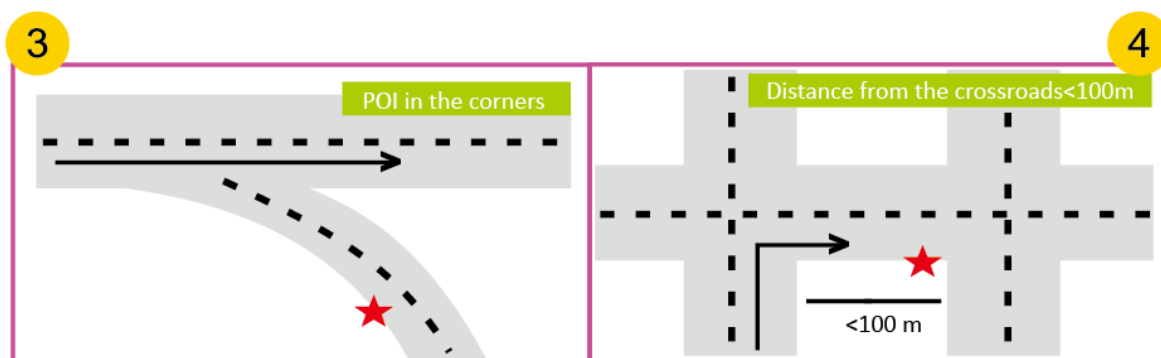 3
4
POI in the corners
Distance from the crossroads<100m
<100 m